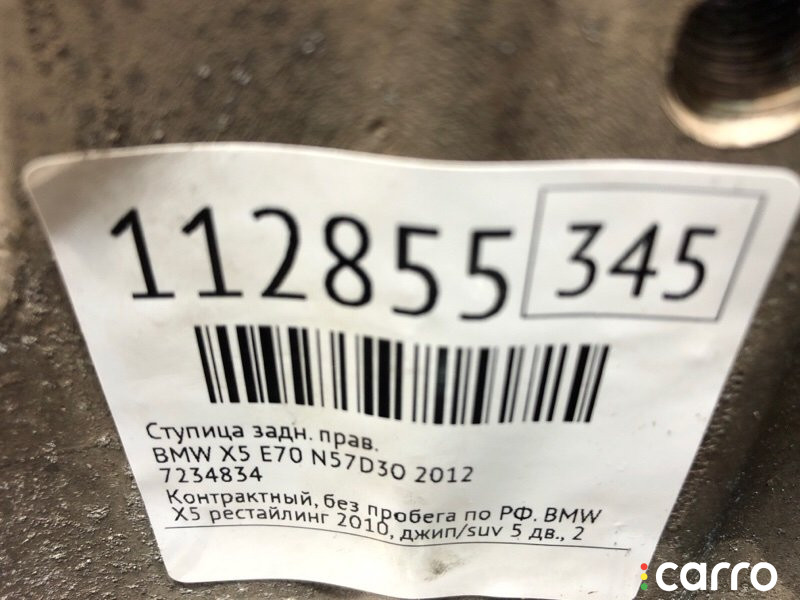 112855 345
Ступица задн. прав.
BMW X5 E70 N57D30 2012
7234834
Контрактный, без пробега по РФ. BMW
X5 рестайлинг 2010, джип/suv 5 дв., 2
carro